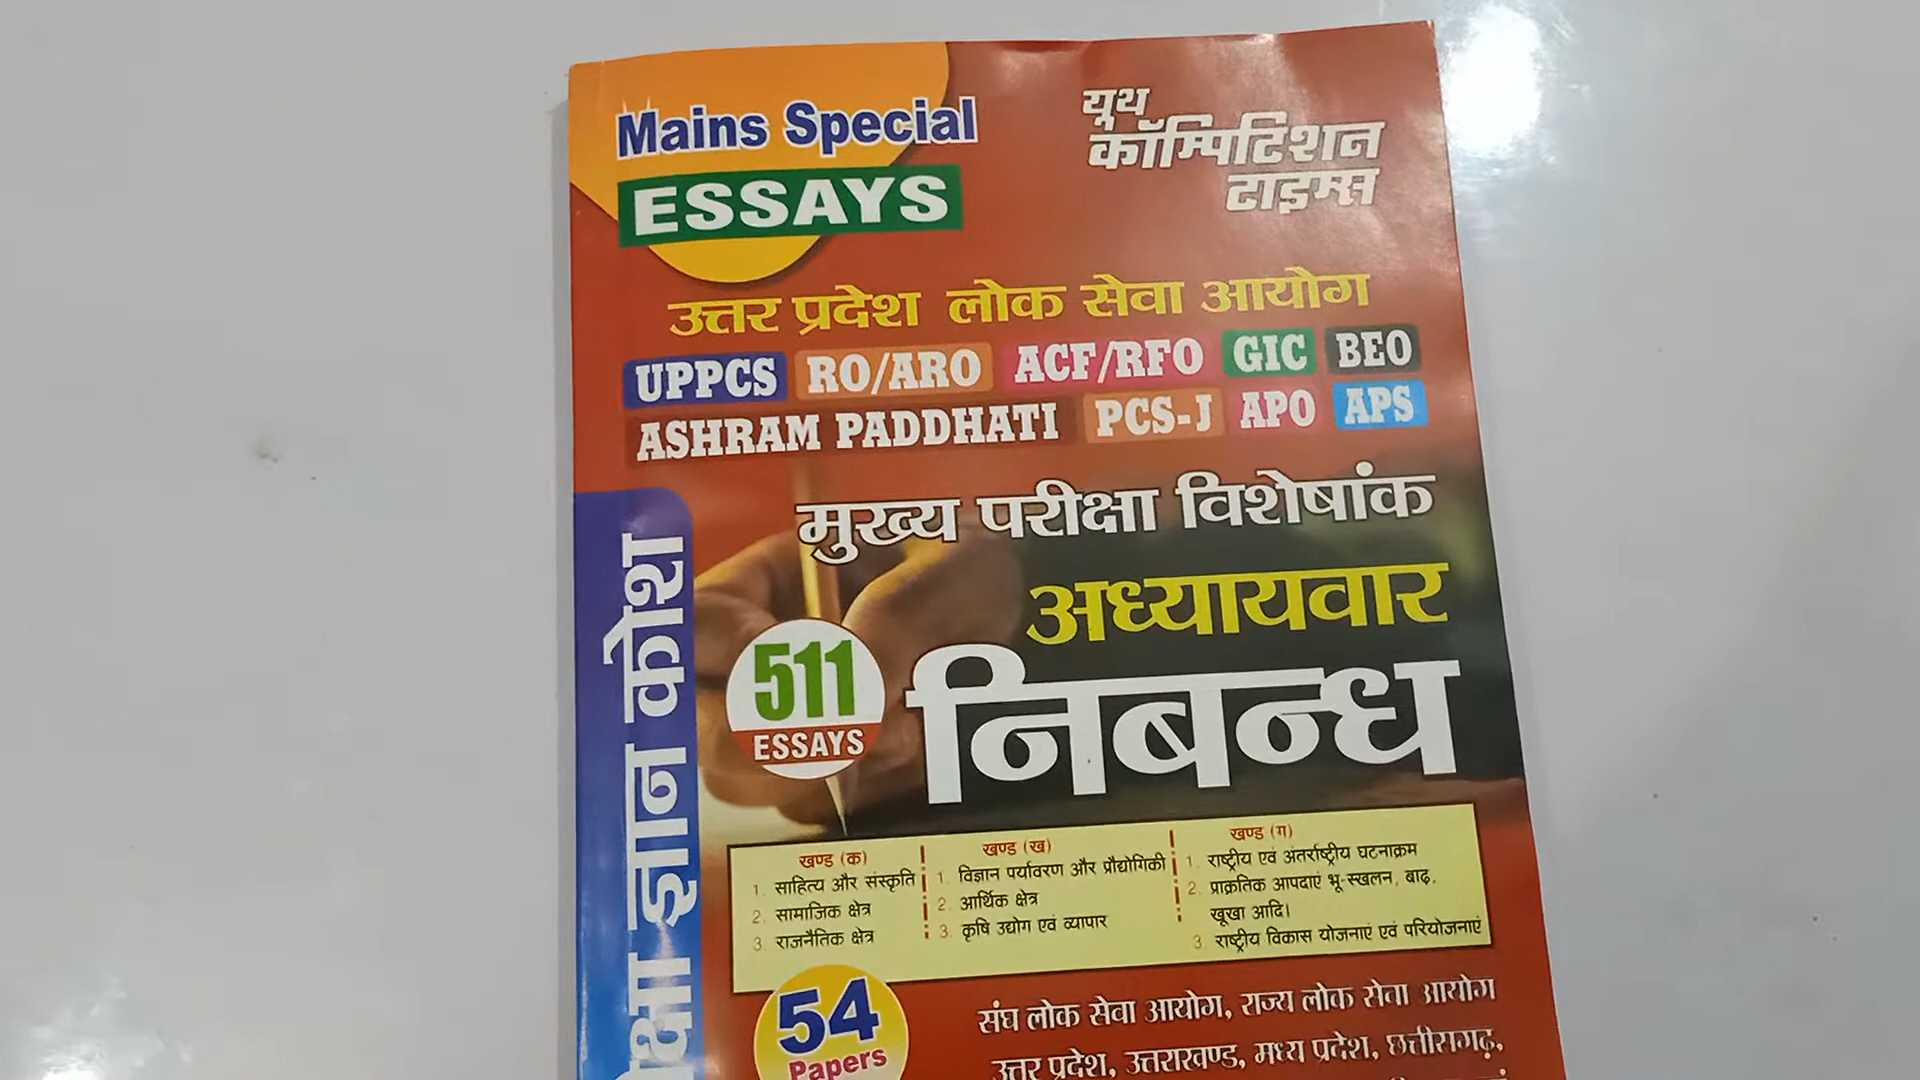 Mains Special
ESSAYS
यूथ
कॉम्पिटिशन
टाइम्स
उत्तर प्रदेश लोक सेवा आयोग
UPPCS RO/ARO ACF/RFO GIC BEO
ASHRAM PADDHATI PCS-J APO APS
मुख्य परीक्षा विशेषांक
अध्यायवार
निबन्ध
511
ESSAYS
ज्ञान कोश
खण्ड (क)
1. साहित्य और संस्कृति
2. सामाजिक क्षेत्र
3. राजनैतिक क्षेत्र
खण्ड (ख)
1. विज्ञान पर्यावरण और प्रौद्योगिकी
2. आर्थिक क्षेत्र
3. कृषि उद्योग एवं व्यापार
खण्ड (ग)
1. राष्ट्रीय एवं अंतर्राष्ट्रीय घटनाक्रम
2. प्राक्रतिक आपदाएं भू-स्खलन, बाढ़,
खूखा आदि।
3. राष्ट्रीय विकास योजनाएं एवं परियोजनाएं
54
Papers
संघ लोक सेवा आयोग, राज्य लोक सेवा आयोग
उत्तर प्रदेश, उत्तराखण्ड, मध्य प्रदेश, छत्तीसगढ़,